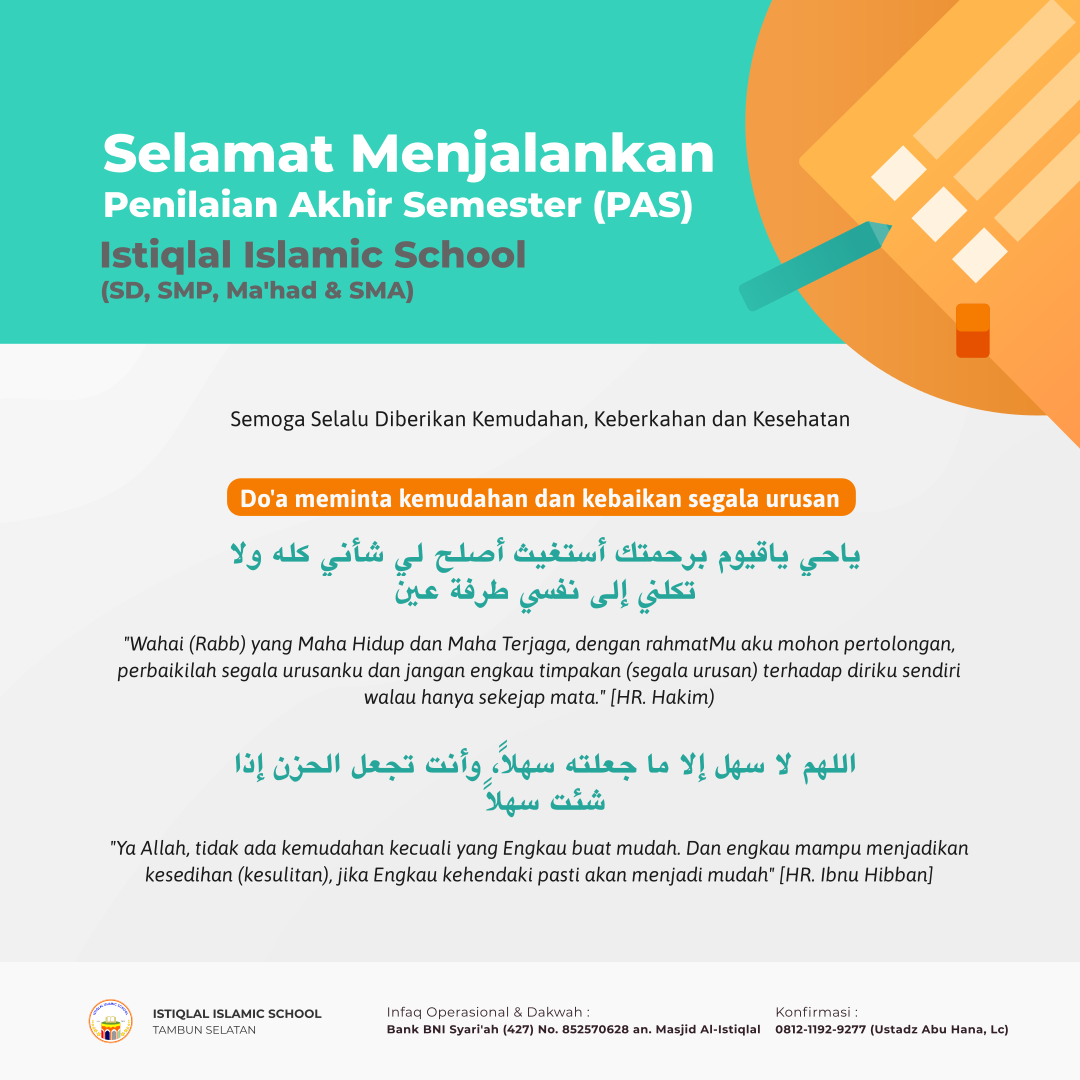 Selamat Menjalankan
Penilaian Akhir Semester (PAS)
Istiqlal Islamic School
(SD, SMP, Ma'had & SMA)
Semoga Selalu Diberikan Kemudahan, Keberkahan dan Kesehatan
Do'a meminta kemudahan dan kebaikan segala urusan
ياحي ياقيوم برحمتك أستغيث أصلح لي شأني كله ولا
تكلني إلى نفسي طرفة عين
"Wahai (Rabb) yang Maha Hidup dan Maha Terjaga, dengan rahmatMu aku mohon pertolongan,
perbaikilah segala urusanku dan jangan engkau timpakan (segala urusan) terhadap diriku sendiri
walau hanya sekejap mata." [HR. Hakim)
اللهم لا سهل إلا ما جعلته سهلاً، وأنت تجعل الحزن إذا
شئت سهلاً
"Ya Allah, tidak ada kemudahan kecuali yang Engkau buat mudah. Dan engkau mampu menjadikan
kesedihan (kesulitan), jika Engkau kehendaki pasti akan menjadi mudah" [HR. Ibnu Hibban]
ISTIQLAL ISLAMIC SCHOOL
TAMBUN SELATAN
Infaq Operasional & Dakwah :
Bank BNI Syari'ah (427) No. 852570628 an. Masjid Al-Istiqlal
Konfirmasi :
0812-1192-9277 (Ustadz Abu Hana, Lc)